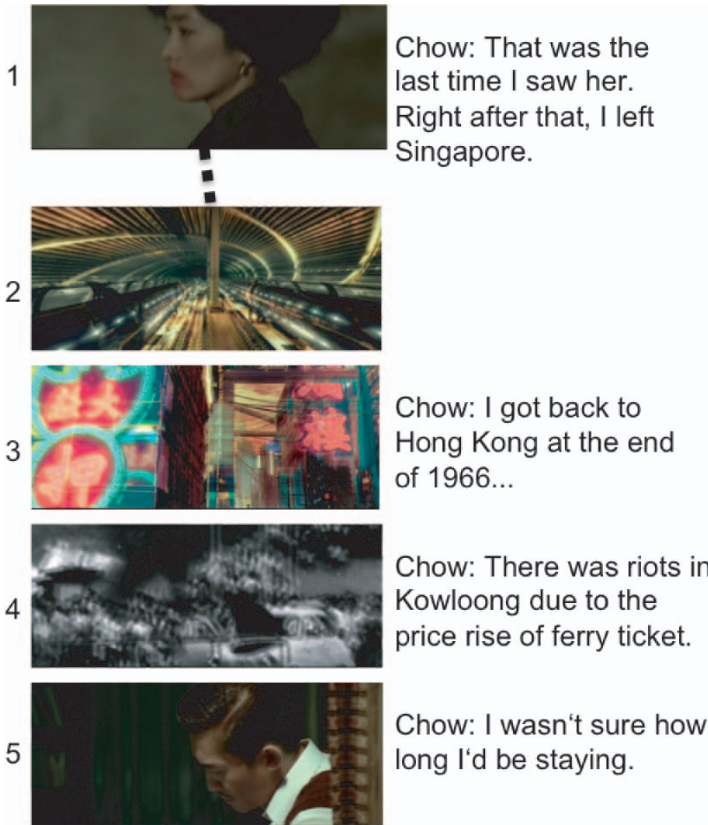 1
Chow: That was the
last time I saw her.
Right after that, I left
Singapore.
2
3
Chow: I got back to
Hong Kong at the end
of 1966...
4
Chow: There was riots in
Kowloong due to the
price rise of ferry ticket.
5
Chow: I wasn‘t sure how
long I‘d be staying.